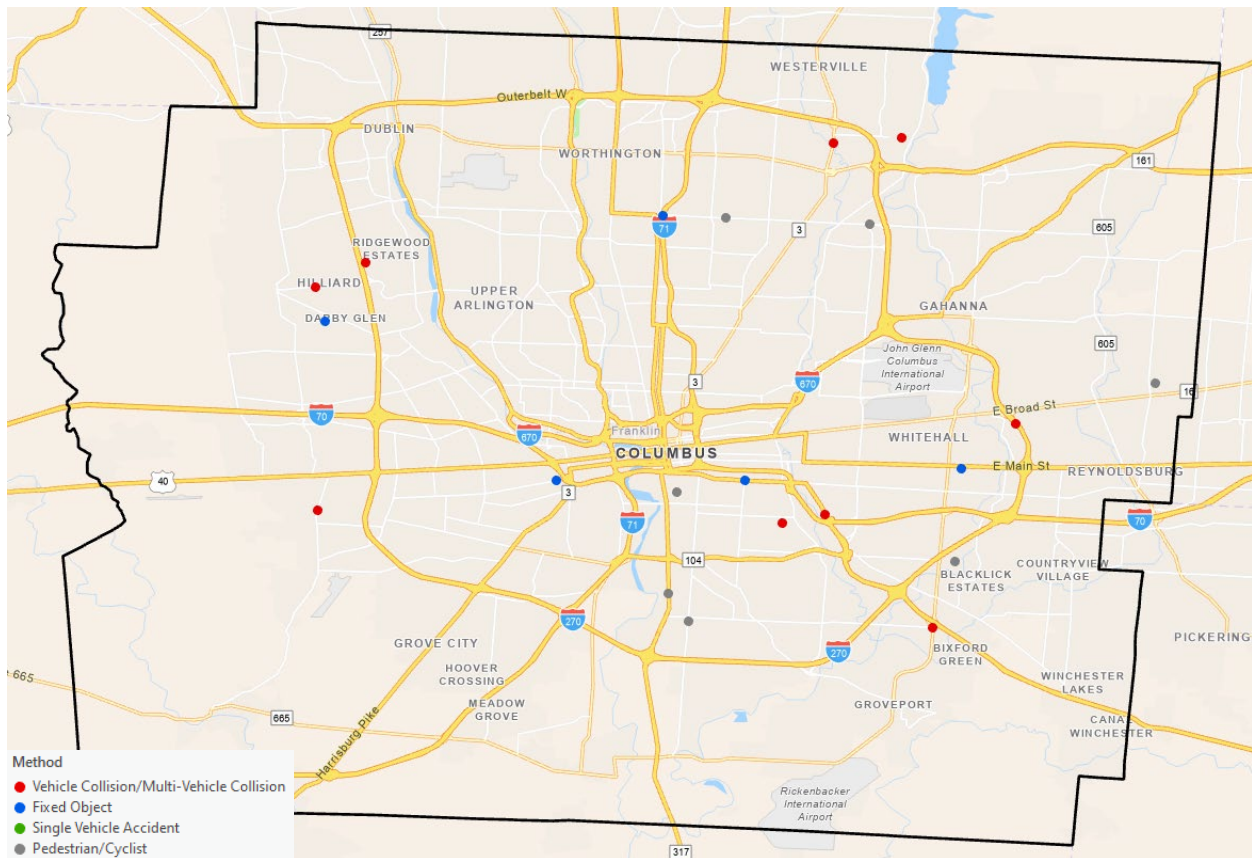 257
WESTERVILLE
Outerbelt W
DUBLIN
WORTHINGTON
161
71
3
605
RIDGEWOOD
ESTATES
HILLIARD
UPPER
ARLINGTON
DARBY GLEN
GAHANNA
605
John Glenn
Columbus
International
Airport
670
3
16
70
E Broad St
Franklin
670
WHITEHALL
COLUMBUS
E Main St
REYNOLDSBURG
40
3
71
70
104
COUNTRYVIEW
VILLAGE
BLACKLICK
ESTATES
270
GROVE CITY
PICKERING
270
BIXFORD
GREEN
HOOVER
CROSSING
665
WINCHESTER
LAKES
MEADOW
GROVE
GROVEPORT
665
CANAL
WINCHESTER
Harrisburg Pike
Rickenbacker
International
Airport
317
Method
Vehicle Collision/Multi-Vehicle Collision
Fixed Object
Single Vehicle Accident
Pedestrian/Cyclist